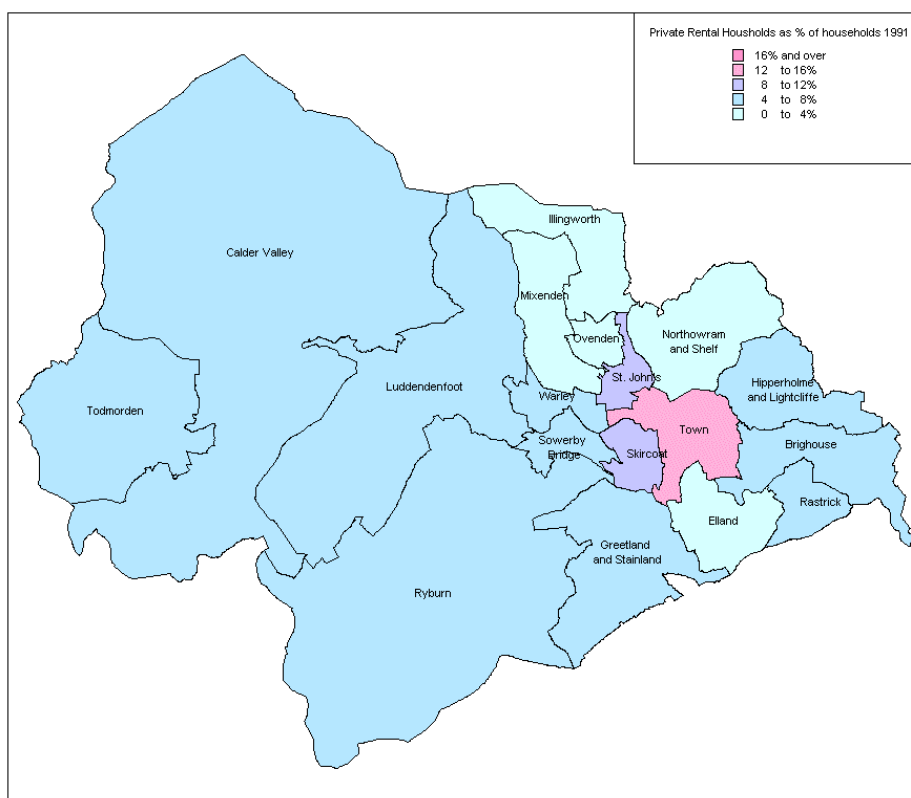 Private Rental Housholds as % of households 1991
16% and over
12 to 16%
8 to 12%
4 to 8%
0 to 4%
Illingworth
Calder Valley
Mixenden
Ovenden
Northowram
and Shelf
St. John's
Luddendenfoot
Hipperholme
and Lightcliffe
Warley
Todmorden
Town
Sowerby
Bridge
Skircoat
Brighouse
Rastrick
Elland
Greetland
and Stainland
Ryburn